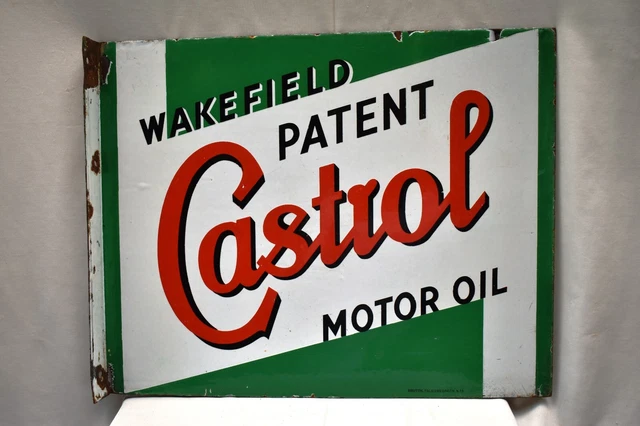 WAKEFIELD
PATENT
Castrol
MOTOR OIL